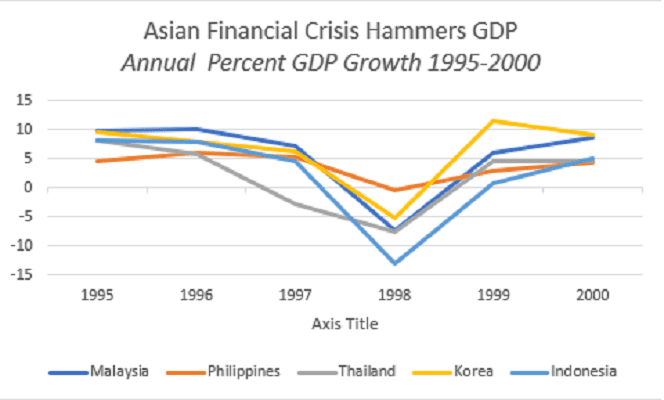 Asian Financial Crisis Hammers GDP
Annual Percent GDP Growth 1995-2000
15
10
5
0
-5
-10
-15
1995 1996 1997 1998 1999 2000
Axis Title
Malaysia Philippines Thailand Korea Indonesia